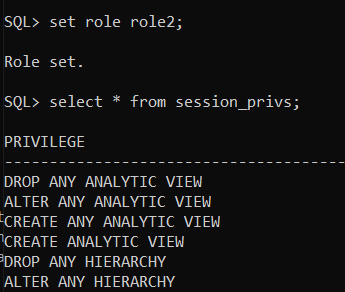 SQL> set role role2;
Role set.
SQL> select * from session_privs;
PRIVILEGE
----------------------------------------
DROP ANY ANALYTIC VIEW
ALTER ANY ANALYTIC VIEW
CREATE ANY ANALYTIC VIEW
CREATE ANALYTIC VIEW
DROP ANY HIERARCHY
ALTER ANY HIERARCHY